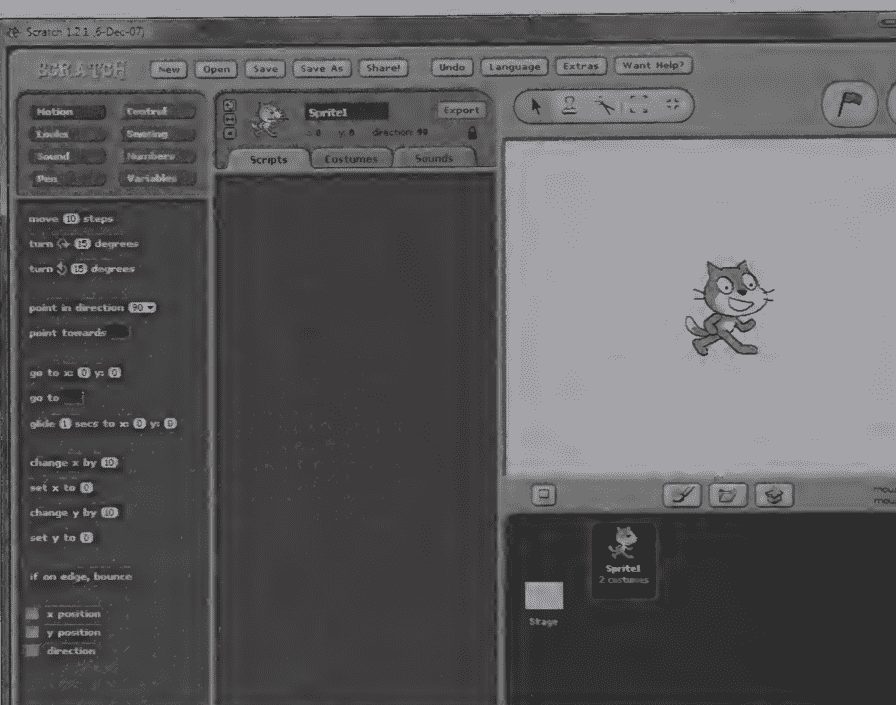 Scratch 1.2.1 (6-Dec-07)
SCRATCH New Open Save Save As Share! Undo Language Extras Want Help?
Motion Control
Looks Sensing
Sound Numbers
Pen Variables
Sprite1 Export
x: 0 y: 0 direction: 90
Scripts Costumes Sounds
move 10 steps
turn 15 degrees
turn 15 degrees
point in direction 90
point towards
go to x: 0 y: 0
go to
glide 1 secs to x: 0 y: 0
change x by 10
set x to 0
change y by 10
set y to 0
if on edge, bounce
x position
y position
direction
Sprite1
2 costumes
Stage